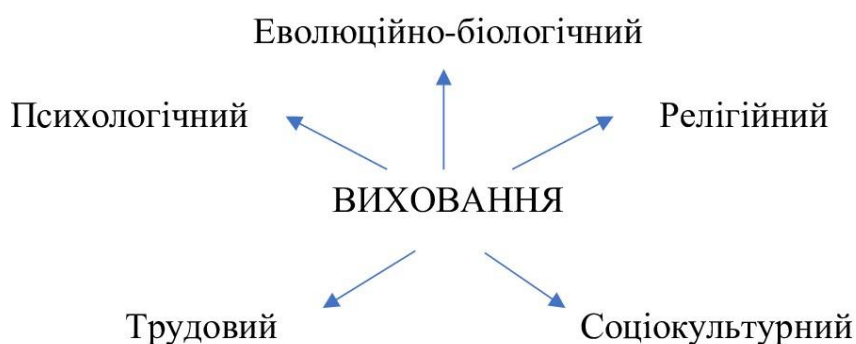 Еволюційно-біологічний
Психологічний
Релігійний
ВИХОВАННЯ
Трудовий
Соціокультурний